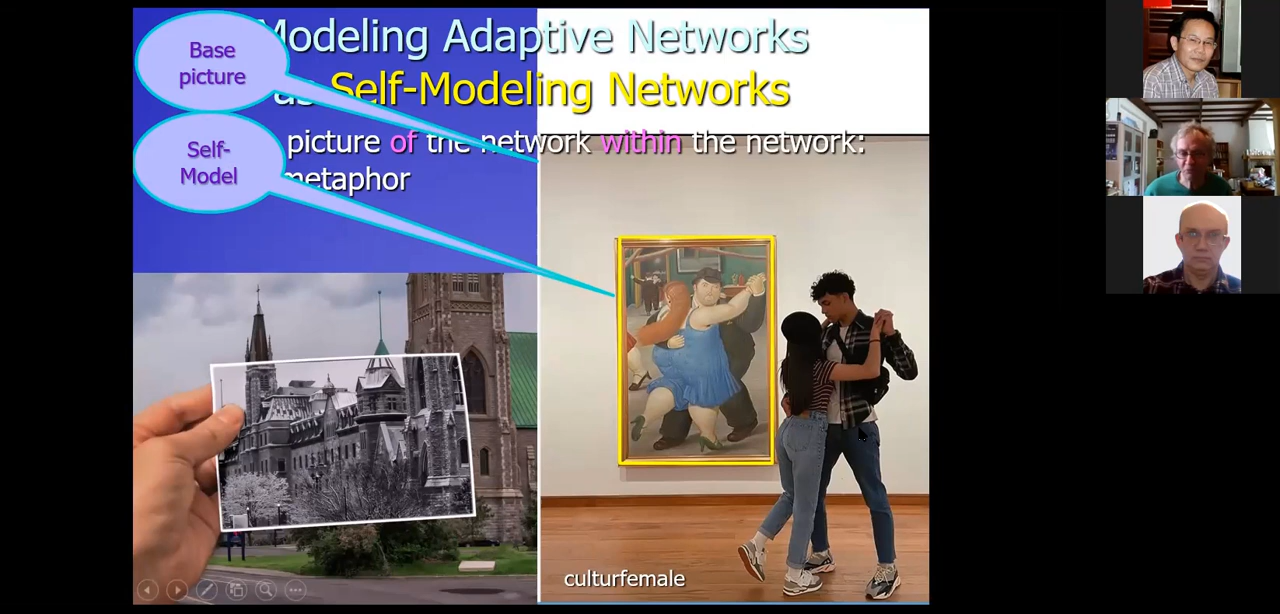 Base
picture
Modeling Adaptive Networks
as Self-Modeling Networks
Self-
Model
picture of the network within the network:
metaphor
culturfemale